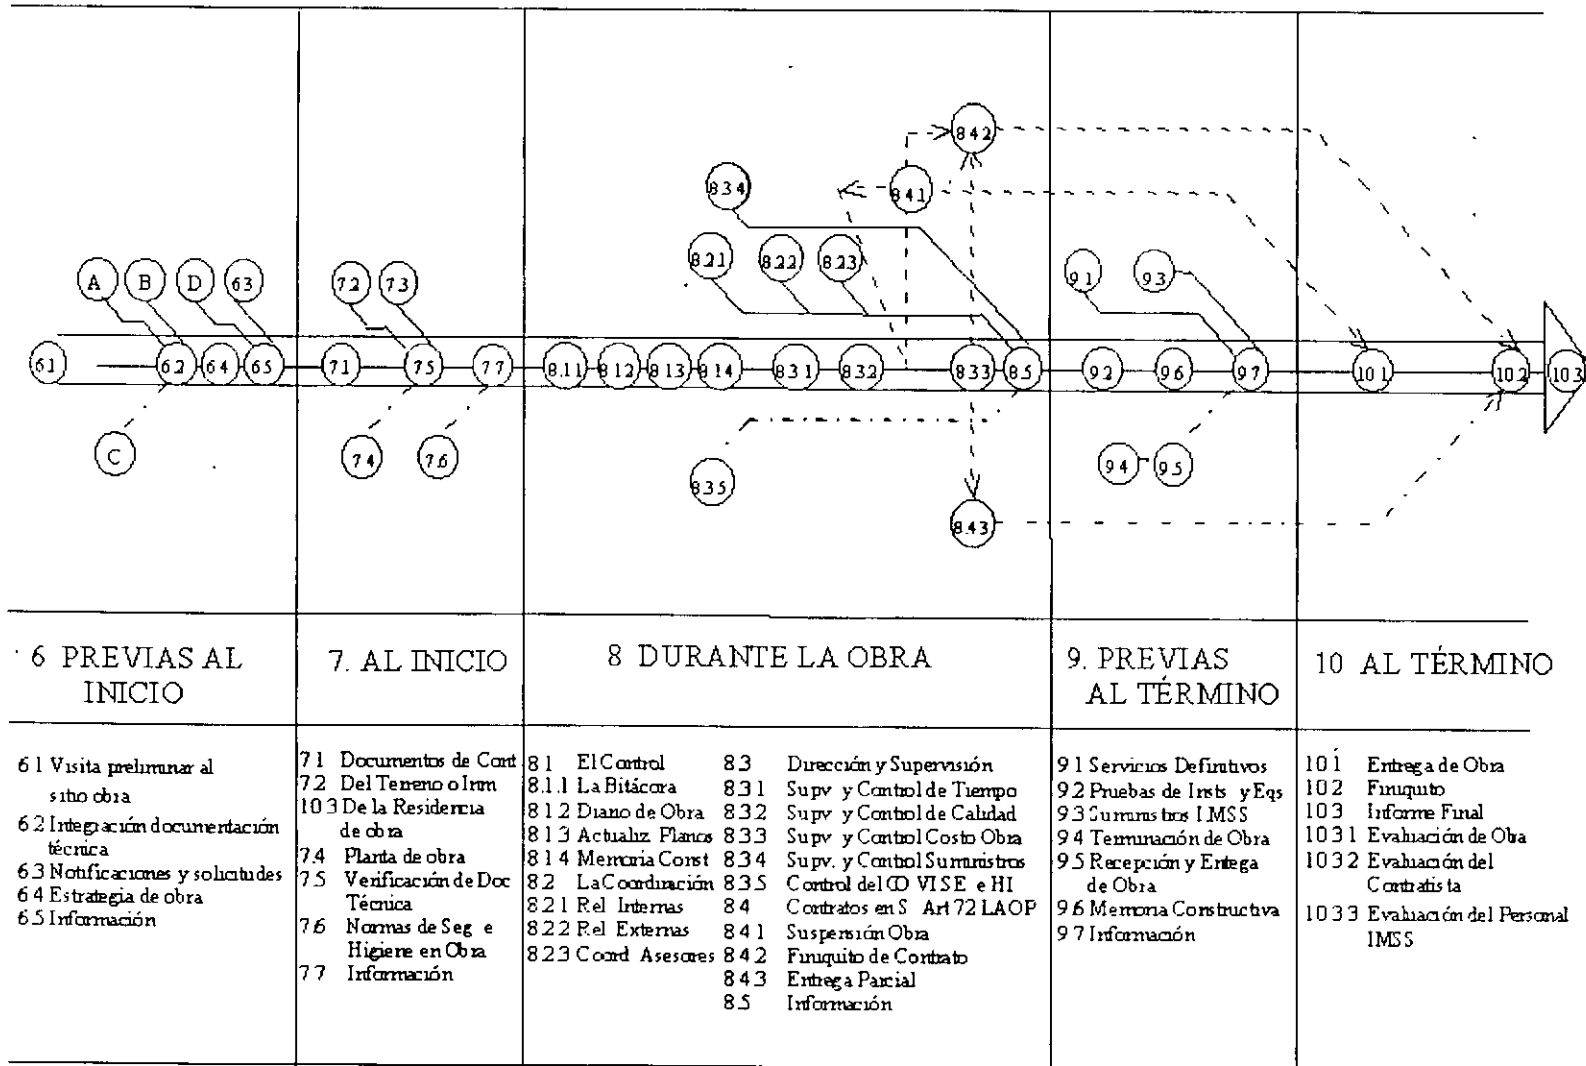 842
834
841
821
822
823
A
B
D
63
72
73
91
93
61
62
64
65
71
75
77
8.11
812
813
814
831
832
833
85
92
96
97
101
102
103
C
74
76
835
94
95
843
6 PREVIAS AL
INICIO
7. AL INICIO
8 DURANTE LA OBRA
9. PREVIAS
AL TÉRMINO
10 AL TÉRMINO
6 1 Visita preliminar al
sitio obra
6 2 Integración documentación
técnica
6 3 Notificaciones y solicitudes
6 4 Estrategia de obra
6 5 Información
7 1 Documentos de Cont
7 2 Del Terreno o Inm
10 3 De la Residencia
de obra
7.4 Planta de obra
7 5 Verificación de Doc
Técnica
7.6 Normas de Seg e
Higiene en Obra
7 7 Información
8 1 El Control
8.1.1 La Bitácora
8 1 2 Diario de Obra
8 1 3 Actualiz Planos
8 1 4 Memoria Const
8 2 La Coordinación
8 2 1 Rel Internas
8 2 2 Rel Externas
8 2 3 Coord Asesores
8 3 Dirección y Supervisión
8 3 1 Supv y Control de Tiempo
8 3 2 Supv y Control de Calidad
8 3 3 Supv y Control Costo Obra
8 3 4 Supv. y Control Suministros
8 3 5 Control del CD VISE e HI
8 4 Contratos en S Art 72 LAOP
8 4 1 Suspensión Obra
8 4 2 Finiquito de Contrato
8 4 3 Entrega Parcial
8 5 Información
9 1 Servicios Definitivos
9 2 Pruebas de Insts y Eqs
9 3 Suministros IMSS
9 4 Terminación de Obra
9 5 Recepción y Entega
de Obra
9 6 Memoria Constructiva
9 7 Información
10 1 Entrega de Obra
10 2 Finiquito
10 3 Informe Final
10 3 1 Evaluación de Obra
10 3 2 Evaluación del
Contratista
10 3 3 Evaluación del Personal
IMSS